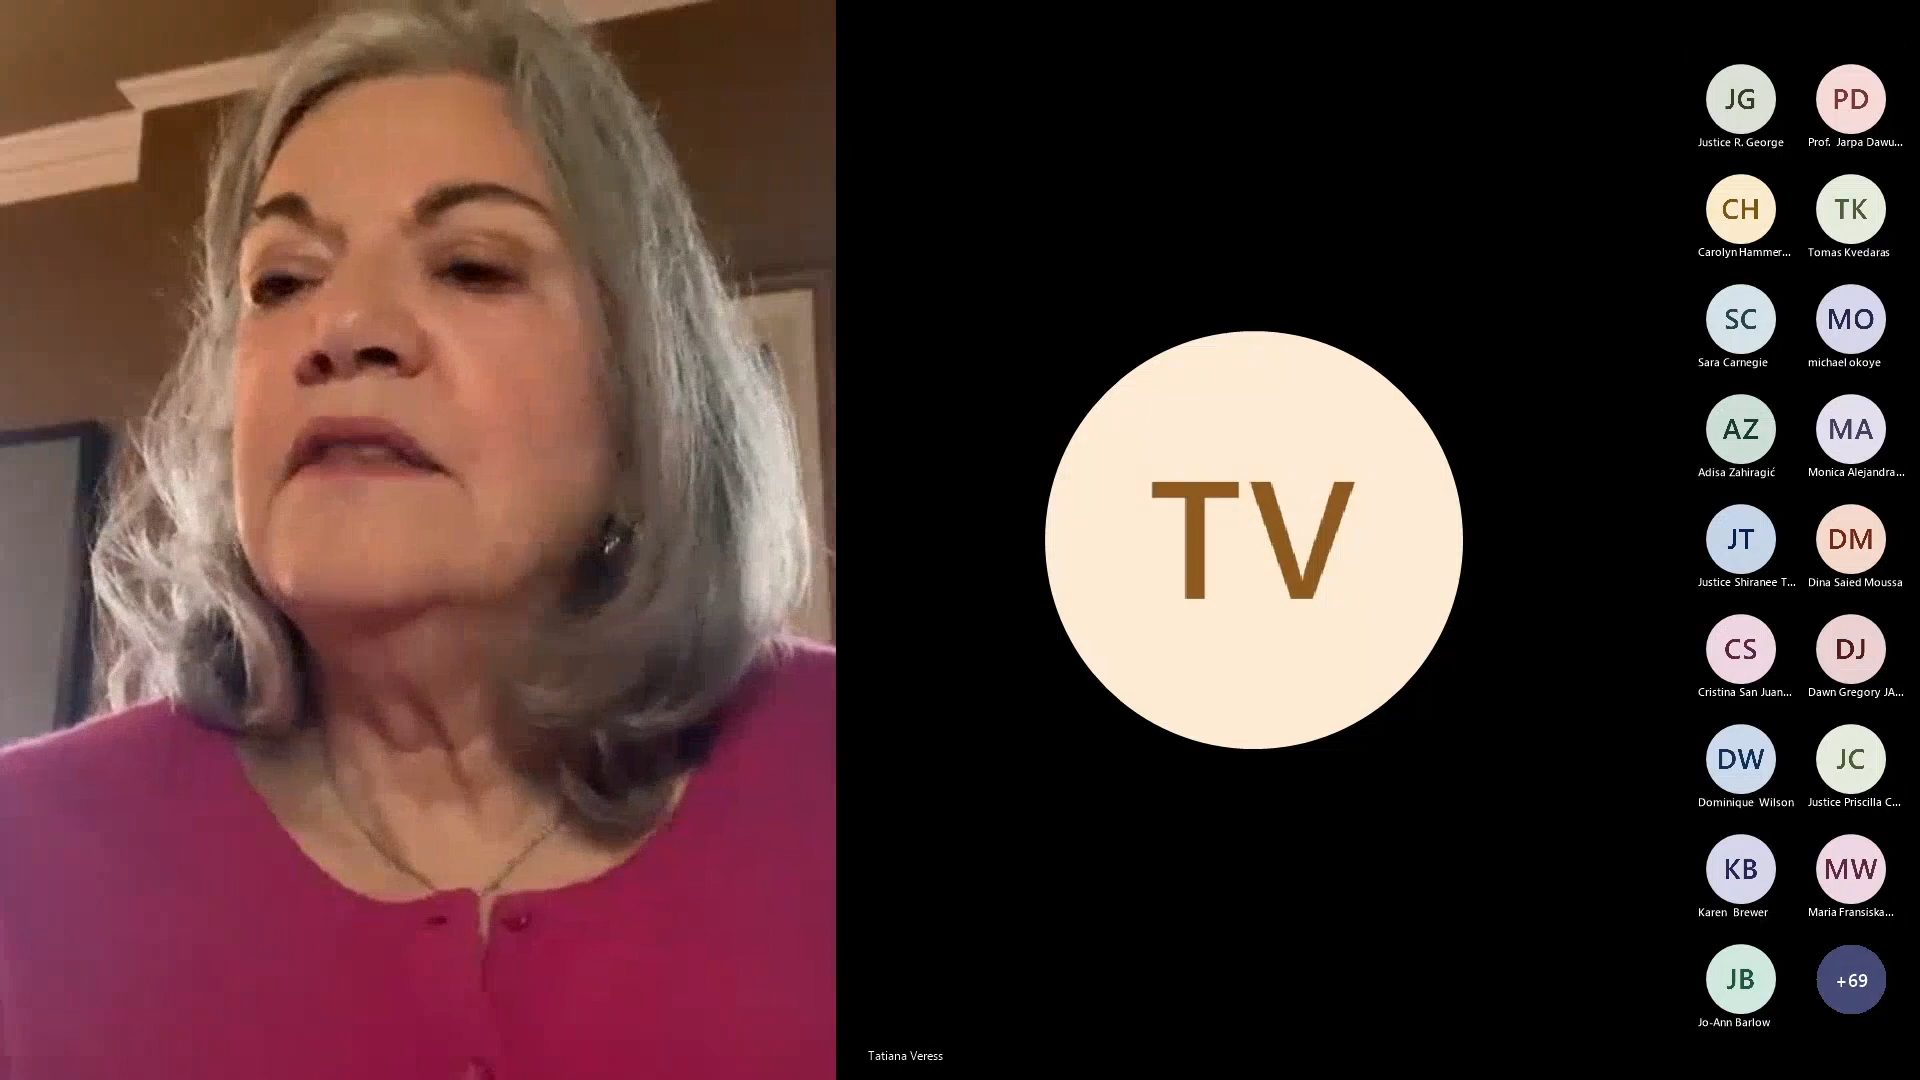 JG
PD
Justice R. George
Prof. Jarpa Dawu...
CH
TK
Carolyn Hammer...
Tomas Kvedaras
SC
MO
Sara Carnegie
michael okoye
AZ
MA
Adisa Zahiragić
Monica Alejandra...
JT
DM
Justice Shiranee T...
Dina Saied Moussa
TV
CS
DJ
Cristina San Juan...
Dawn Gregory JA...
DW
JC
Dominique Wilson
Justice Priscilla C...
KB
MW
Karen Brewer
Maria Fransiska...
JB
+69
Jo-Ann Barlow
Tatiana Veress